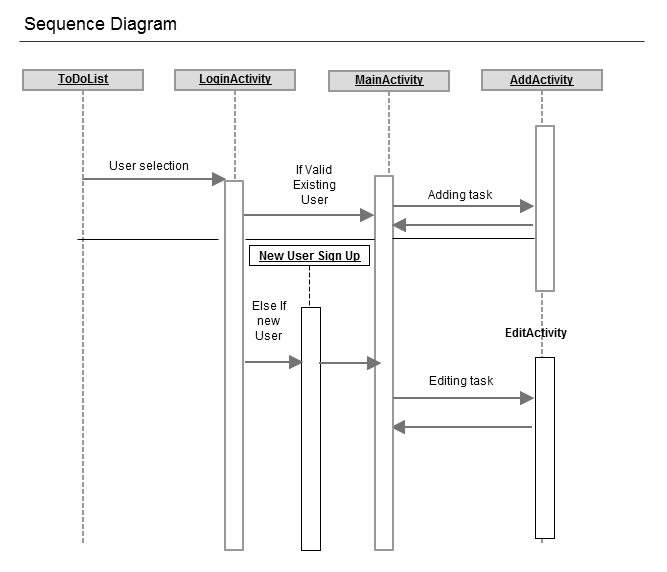 Sequence Diagram
ToDoList
LoginActivity
MainActivity
AddActivity
User selection
If Valid
Existing
User
Adding task
New User Sign Up
Else If
new
User
EditActivity
Editing task